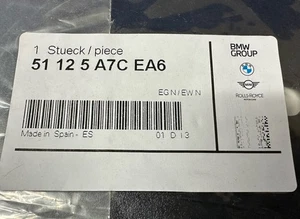 1 Stueck / piece
51 12 5 A7C EA6
EGN/EWN
Made in Spain - ES 01 D i 3
BMW
GROUP
ROLLS-ROYCE